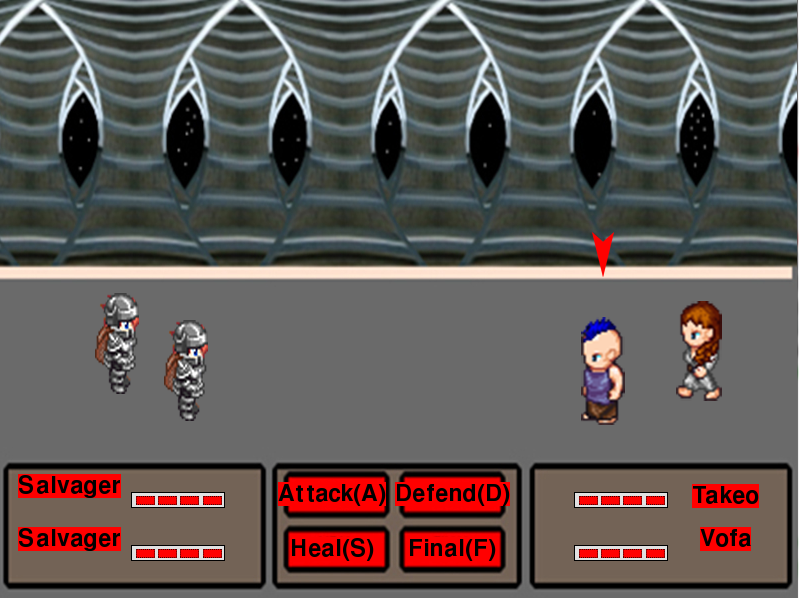 Salvager
Salvager
Attack(A) Defend(D)
Heal(S) Final(F)
Takeo
Vofa